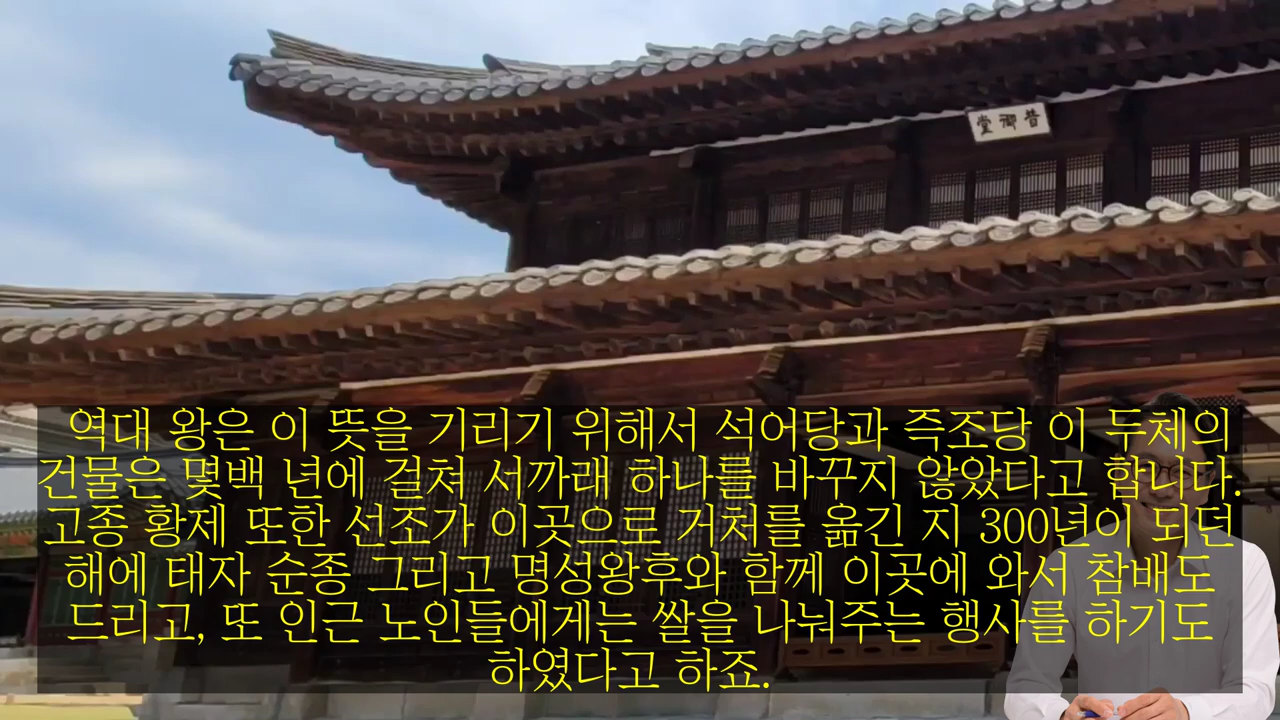 昔御堂
역대 왕은 이 뜻을 기리기 위해서 석어당과 즉조당 이 두체의
건물은 몇백 년에 걸쳐 서까래 하나를 바꾸지 않았다고 합니다.
고종 황제 또한 선조가 이곳으로 거처를 옮긴 지 300년이 되던
해에 태자 순종 그리고 명성왕후와 함께 이곳에 와서 참배도
드리고, 또 인근 노인들에게는 쌀을 나눠주는 행사를 하기도
하였다고 하죠.